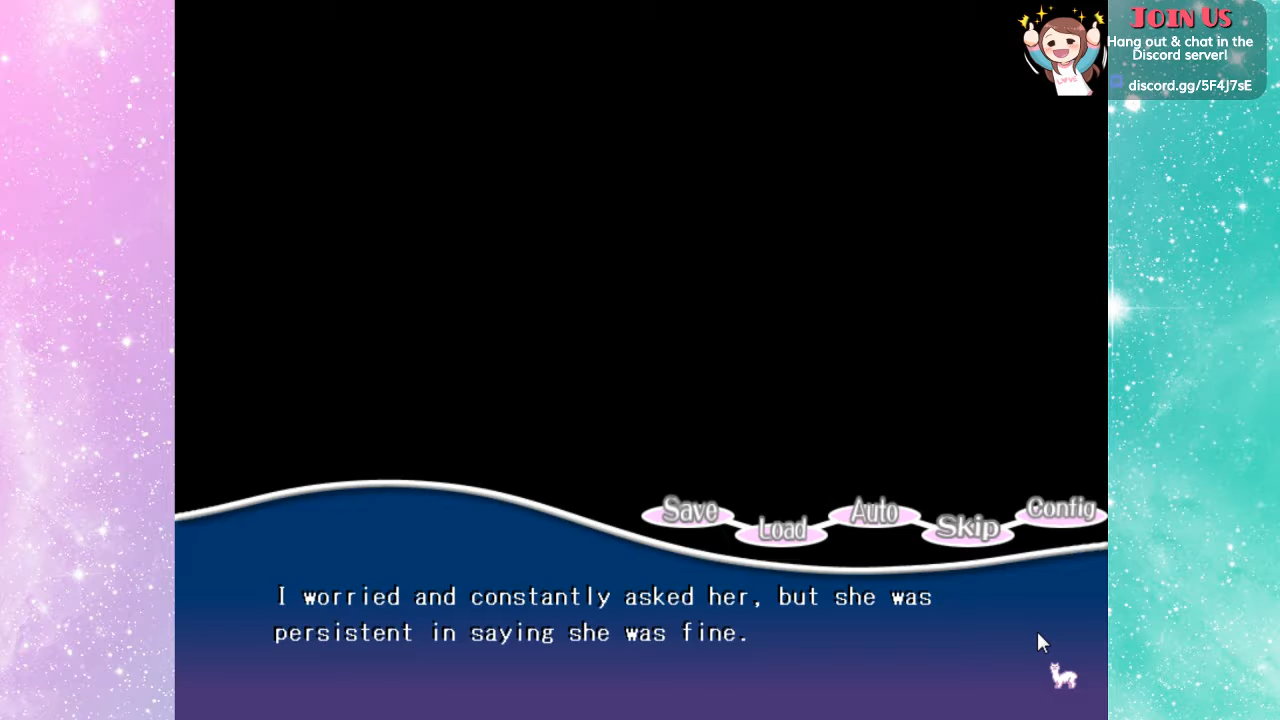 JOIN US
Hang out & chat in the
Discord server!
discord.gg/5F4J7sE
LOVE
Save
Load
Auto
Skip
Config
I worried and constantly asked her, but she was
persistent in saying she was fine.